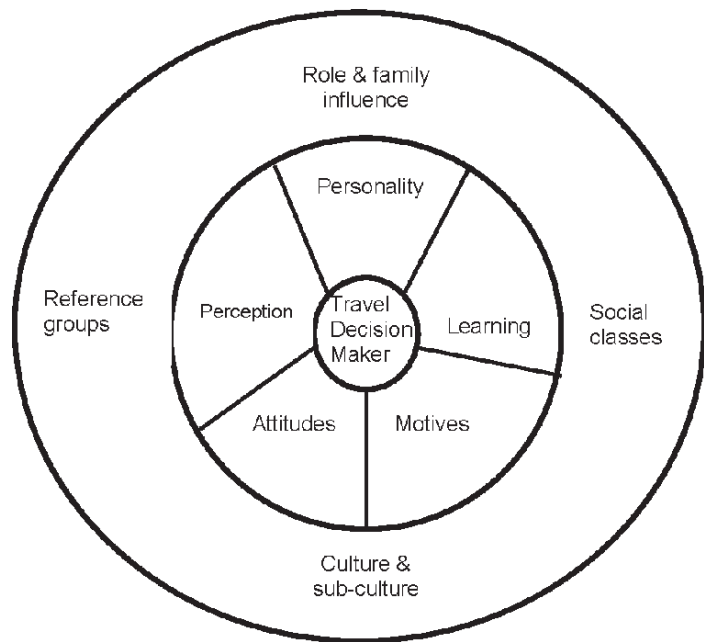 Role & family
influence
Personality
Reference
groups
Perception
Travel
Decision
Maker
Learning
Social
classes
Attitudes
Motives
Culture &
sub-culture